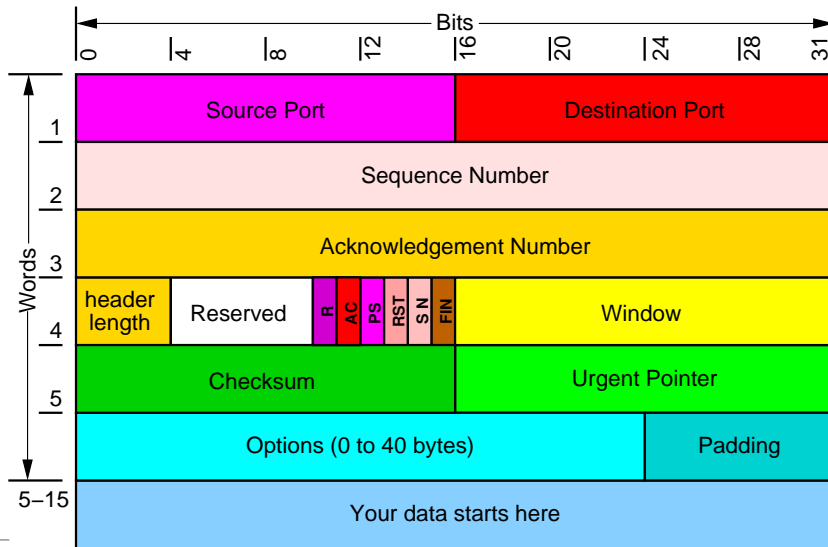 Bits
0 4 8 12 16 20 24 28 31
Words
1
Source Port Destination Port
2
Sequence Number
3
Acknowledgement Number
4
header
length
Reserved R AC PS RST S N FIN Window
5
Checksum Urgent Pointer
Options (0 to 40 bytes) Padding
5–15
Your data starts here